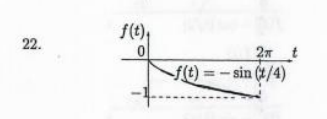 f(t)
22.
0 2π t
f(t) = − sin (t/4)
−1